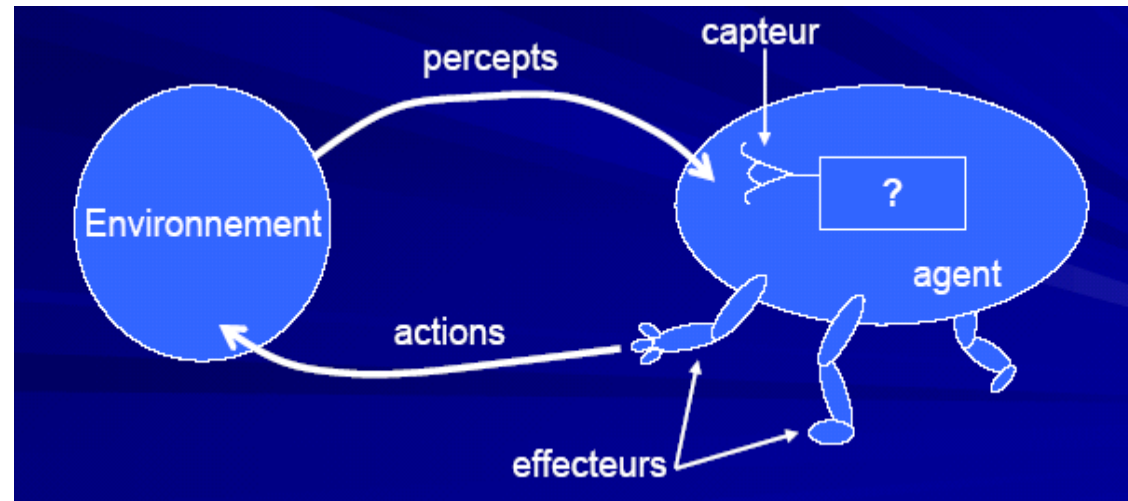 capteur
percepts
?
Environnement
agent
actions
effecteurs